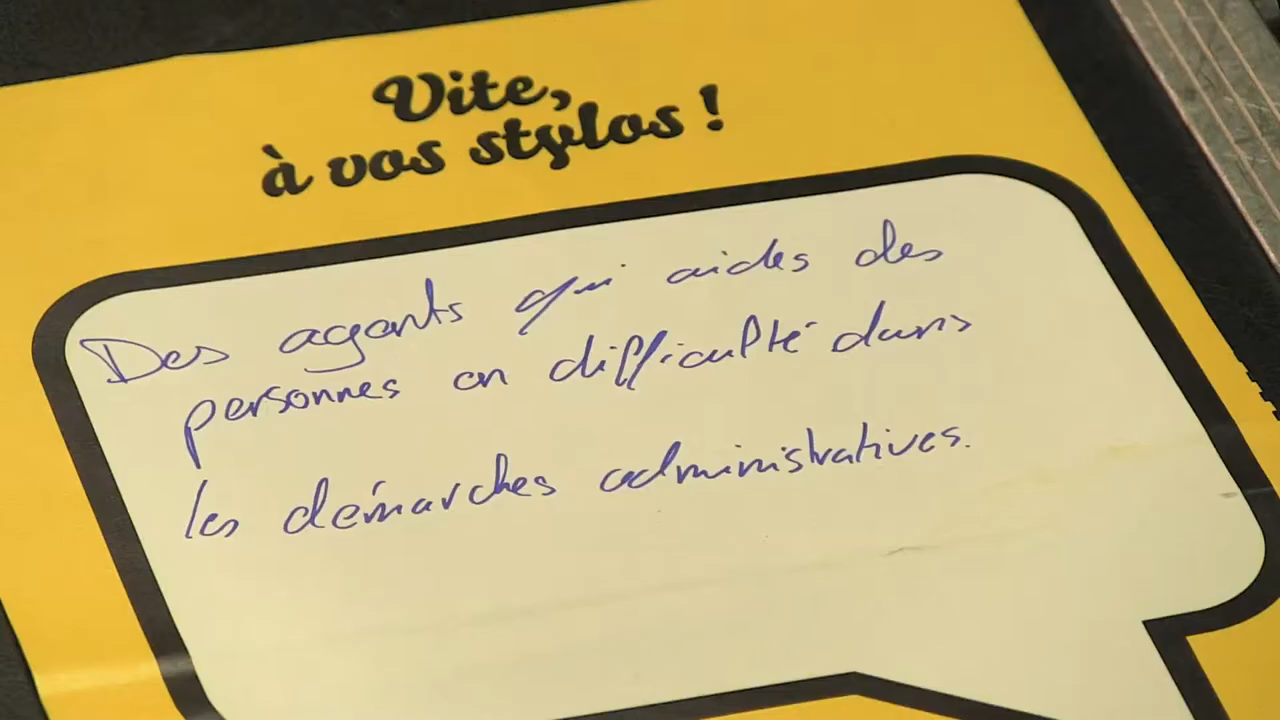 Vite,
à vos stylos !
Des agents qui aides des
personnes en difficulté dans
les démarches administratives.